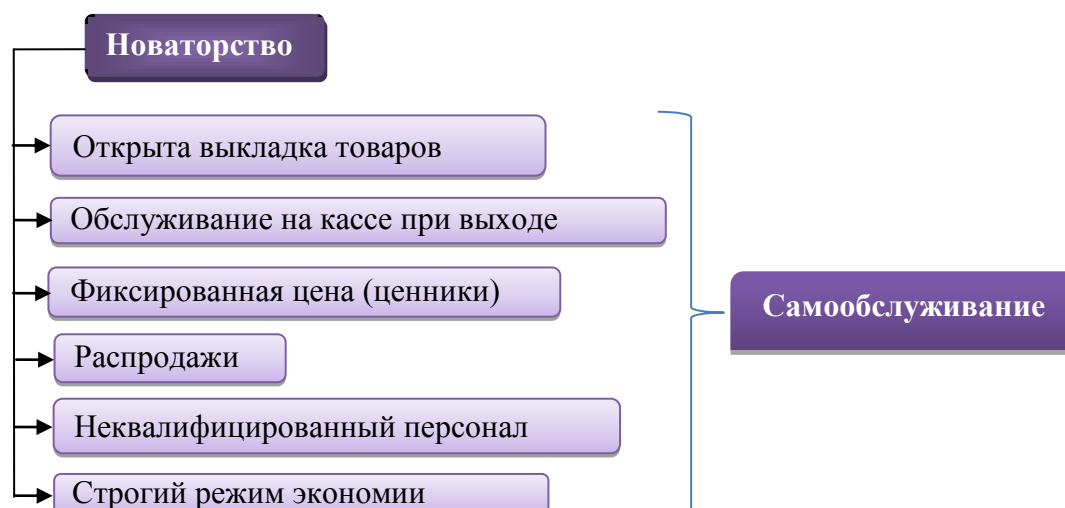 Новаторство
Открыта выкладка товаров
Обслуживание на кассе при выходе
Фиксированная цена (ценники)
Самообслуживание
Распродажи
Неквалифицированный персонал
Строгий режим экономии